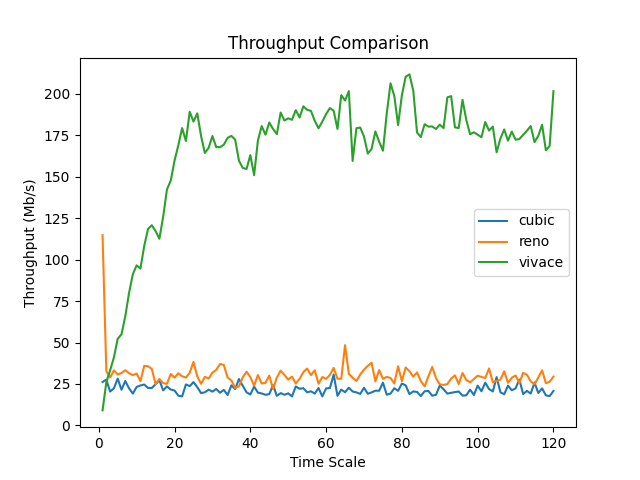 Throughput Comparison
Throughput (Mb/s)
200
175
150
125
100
75
50
25
0
cubic
reno
vivace
0 20 40 60 80 100 120
Time Scale